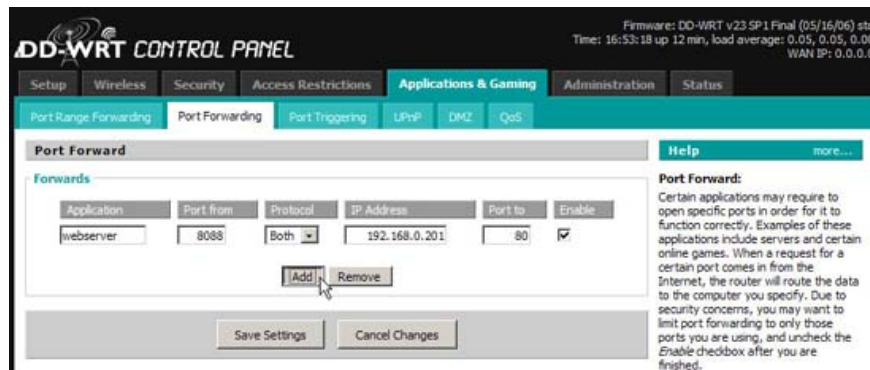 Firmware: DD-WRT v23 SP1 Final (05/16/06) st
Time: 16:53:18 up 12 min, load average: 0.05, 0.05, 0.0
WAN IP: 0.0.0.
DD-WRT CONTROL PANEL
Setup Wireless Security Access Restrictions Applications & Gaming Administration Status
Port Range Forwarding Port Forwarding Port Triggering UPnP DMZ QoS
Port Forward
Forwards
Application Port from Protocol IP Address Port to Enable
webserver 8088 Both 192.168.0.201 80
Add Remove
Save Settings Cancel Changes
Help more...
Port Forward:
Certain applications may require to
open specific ports in order for it to
function correctly. Examples of these
applications include servers and certain
online games. When a request for a
certain port comes in from the
Internet, the router will route the data
to the computer you specify. Due to
security concerns, you may want to
limit port forwarding to only those
ports you are using, and uncheck the
Enable checkbox after you are
finished.